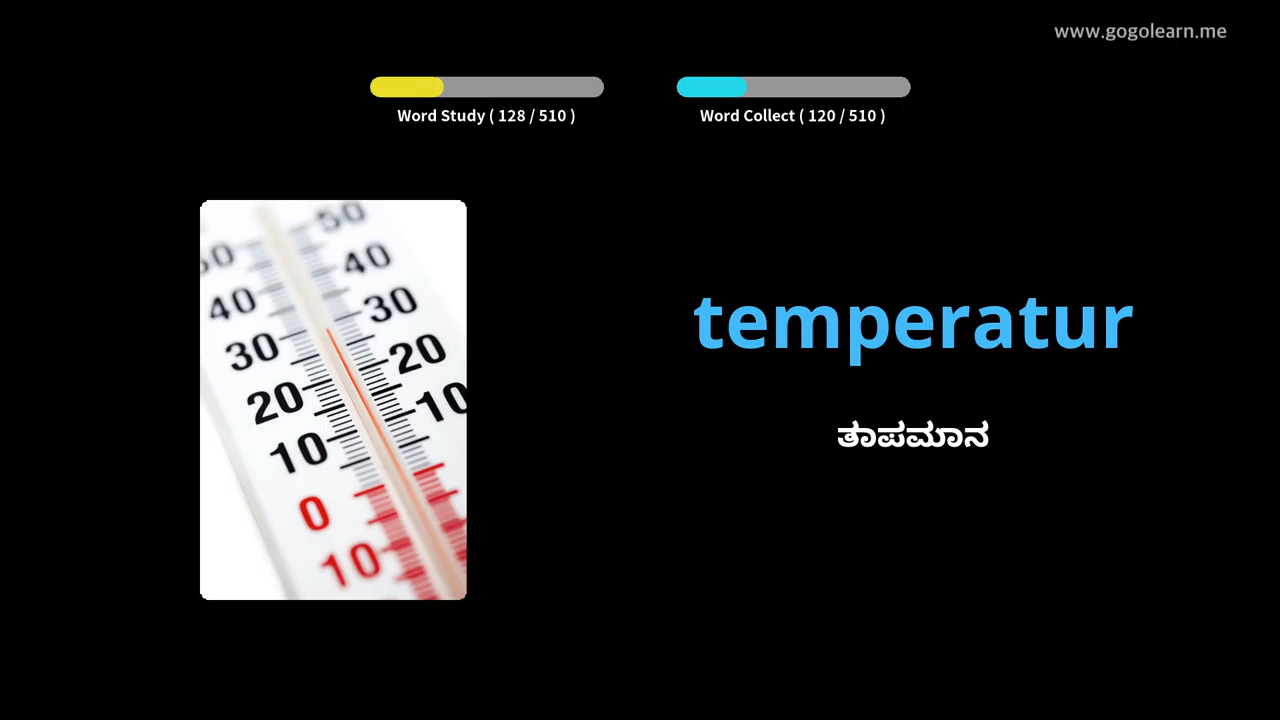 www.gogolearn.me
Word Study ( 128 / 510 )
Word Collect ( 120 / 510 )
50
50
40
40
30
30
20
20
10
10
0
10
temperatur
ತಾಪಮಾನ